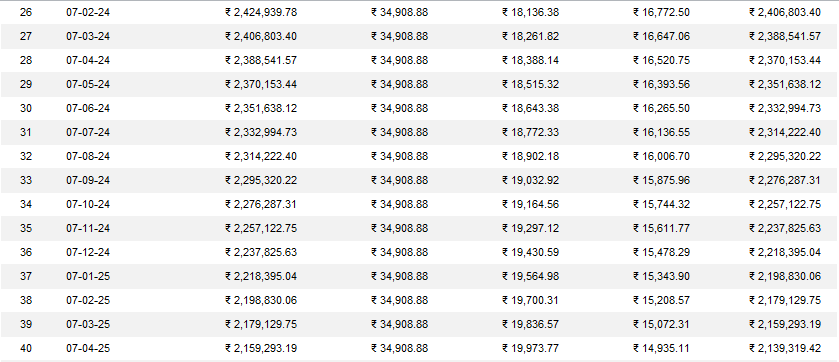 26 07-02-24 ₹ 2,424,939.78 ₹ 34,908.88 ₹ 18,136.38 ₹ 16,772.50 ₹ 2,406,803.40
27 07-03-24 ₹ 2,406,803.40 ₹ 34,908.88 ₹ 18,261.82 ₹ 16,647.06 ₹ 2,388,541.57
28 07-04-24 ₹ 2,388,541.57 ₹ 34,908.88 ₹ 18,388.14 ₹ 16,520.75 ₹ 2,370,153.44
29 07-05-24 ₹ 2,370,153.44 ₹ 34,908.88 ₹ 18,515.32 ₹ 16,393.56 ₹ 2,351,638.12
30 07-06-24 ₹ 2,351,638.12 ₹ 34,908.88 ₹ 18,643.38 ₹ 16,265.50 ₹ 2,332,994.73
31 07-07-24 ₹ 2,332,994.73 ₹ 34,908.88 ₹ 18,772.33 ₹ 16,136.55 ₹ 2,314,222.40
32 07-08-24 ₹ 2,314,222.40 ₹ 34,908.88 ₹ 18,902.18 ₹ 16,006.70 ₹ 2,295,320.22
33 07-09-24 ₹ 2,295,320.22 ₹ 34,908.88 ₹ 19,032.92 ₹ 15,875.96 ₹ 2,276,287.31
34 07-10-24 ₹ 2,276,287.31 ₹ 34,908.88 ₹ 19,164.56 ₹ 15,744.32 ₹ 2,257,122.75
35 07-11-24 ₹ 2,257,122.75 ₹ 34,908.88 ₹ 19,297.12 ₹ 15,611.77 ₹ 2,237,825.63
36 07-12-24 ₹ 2,237,825.63 ₹ 34,908.88 ₹ 19,430.59 ₹ 15,478.29 ₹ 2,218,395.04
37 07-01-25 ₹ 2,218,395.04 ₹ 34,908.88 ₹ 19,564.98 ₹ 15,343.90 ₹ 2,198,830.06
38 07-02-25 ₹ 2,198,830.06 ₹ 34,908.88 ₹ 19,700.31 ₹ 15,208.57 ₹ 2,179,129.75
39 07-03-25 ₹ 2,179,129.75 ₹ 34,908.88 ₹ 19,836.57 ₹ 15,072.31 ₹ 2,159,293.19
40 07-04-25 ₹ 2,159,293.19 ₹ 34,908.88 ₹ 19,973.77 ₹ 14,935.11 ₹ 2,139,319.42